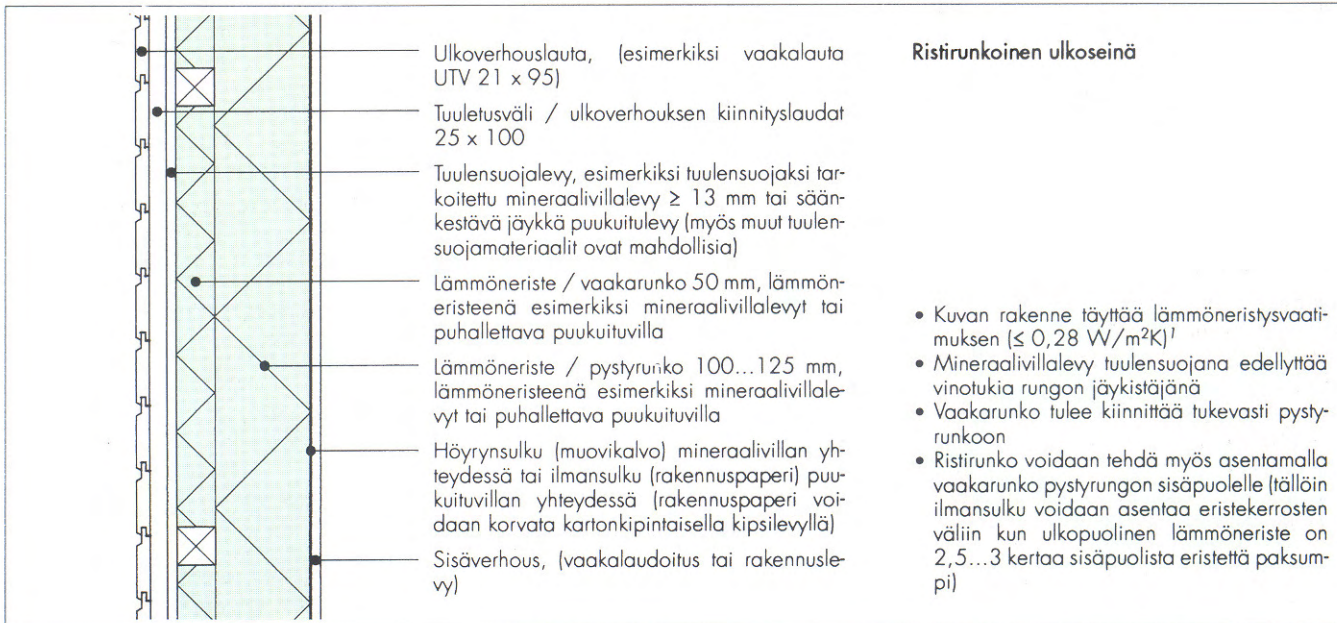 Ulkoverhouslauta, (esimerkiksi vaakalauta
UTV 21 x 95)
Tuuletusväli / ulkoverhouksen kiinnityslaudat
25 x 100
Tuulensuojalevy, esimerkiksi tuulensuojaksi tar-
koitettu mineraalivillalevy ≥ 13 mm tai sään-
kestävä jäykkä puukuitulevy (myös muut tuulen-
suojamateriaalit ovat mahdollisia)
Lämmöneriste / vaakarunko 50 mm, lämmön-
eristeenä esimerkiksi mineraalivillalevyt tai
puhallettava puukuituvilla
Lämmöneriste / pystyrunko 100...125 mm,
lämmöneristeenä esimerkiksi mineraalivillale-
vyt tai puhallettava puukuituvilla
Höyrynsulku (muovikalvo) mineraalivillan yh-
teydessä tai ilmansulku (rakennuspaperi) puu-
kuituvillan yhteydessä (rakennuspaperi voi-
daan korvata kartonkipintaisella kipsilevyllä)
Sisäverhous, (vaakalaudoitus tai rakennusle-
vy)
Ristirunkoinen ulkoseinä
• Kuvan rakenne täyttää lämmöneristysvaati-
muksen (≤ 0,28 W/m²K)¹
• Mineraalivillalevy tuulensuojana edellyttää
vinotukia rungon jäykistäjänä
• Vaakarunko tulee kiinnittää tukevasti pysty-
runkoon
• Ristirunko voidaan tehdä myös asentamalla
vaakarunko pystyrungon sisäpuolelle (tällöin
ilmansulku voidaan asentaa eristekerrosten
väliin kun ulkopuolinen lämmöneriste on
2,5...3 kertaa sisäpuolista eristettä paksum-
pi)